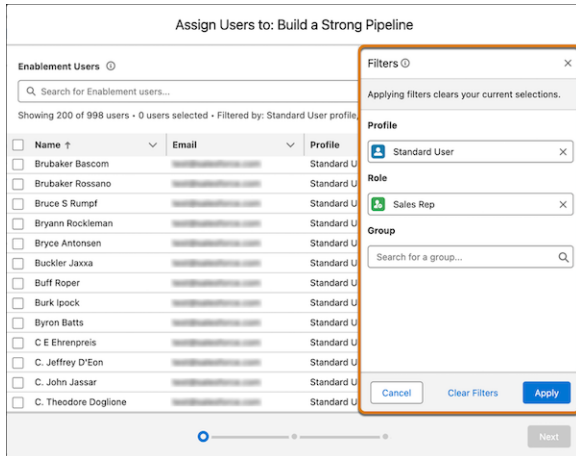 Assign Users to: Build a Strong Pipeline
Enablement Users
Search for Enablement users...
Showing 200 of 998 users • 0 users selected • Filtered by: Standard User profile,
Name ↑ Email Profile
Brubaker Bascom Standard U
Brubaker Rossano Standard U
Bruce S Rumpf Standard U
Bryann Rockleman Standard U
Bryce Antonsen Standard U
Buckler Jaxxa Standard U
Buff Roper Standard U
Burk Ipock Standard U
Byron Batts Standard U
C E Ehrenpreis Standard U
C. Jeffrey D'Eon Standard U
C. John Jassar Standard U
C. Theodore Doglione Standard U
Filters
Applying filters clears your current selections.
Profile
Standard User
Role
Sales Rep
Group
Search for a group...
Cancel Clear Filters Apply
Next